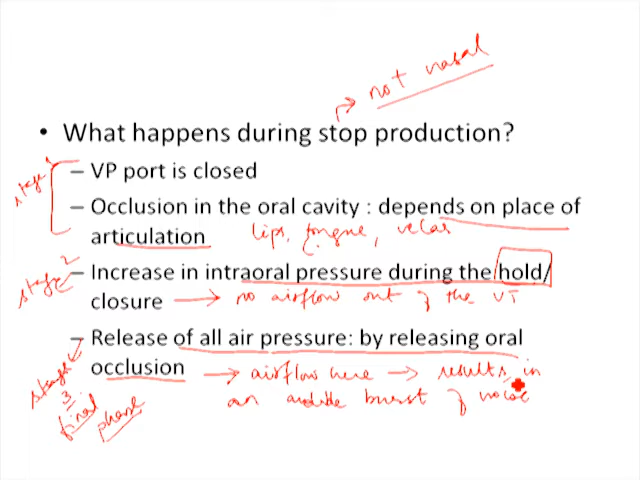 not nasal
• What happens during stop production?
stage 1
– VP port is closed
– Occlusion in the oral cavity : depends on place of
articulation lips, tongue, velar
stage 2
– Increase in intraoral pressure during the hold/
closure → no airflow out of the VT
– Release of all air pressure: by releasing oral
occlusion → airflow here → results in
an audible burst of noise
stage 3
final
phase